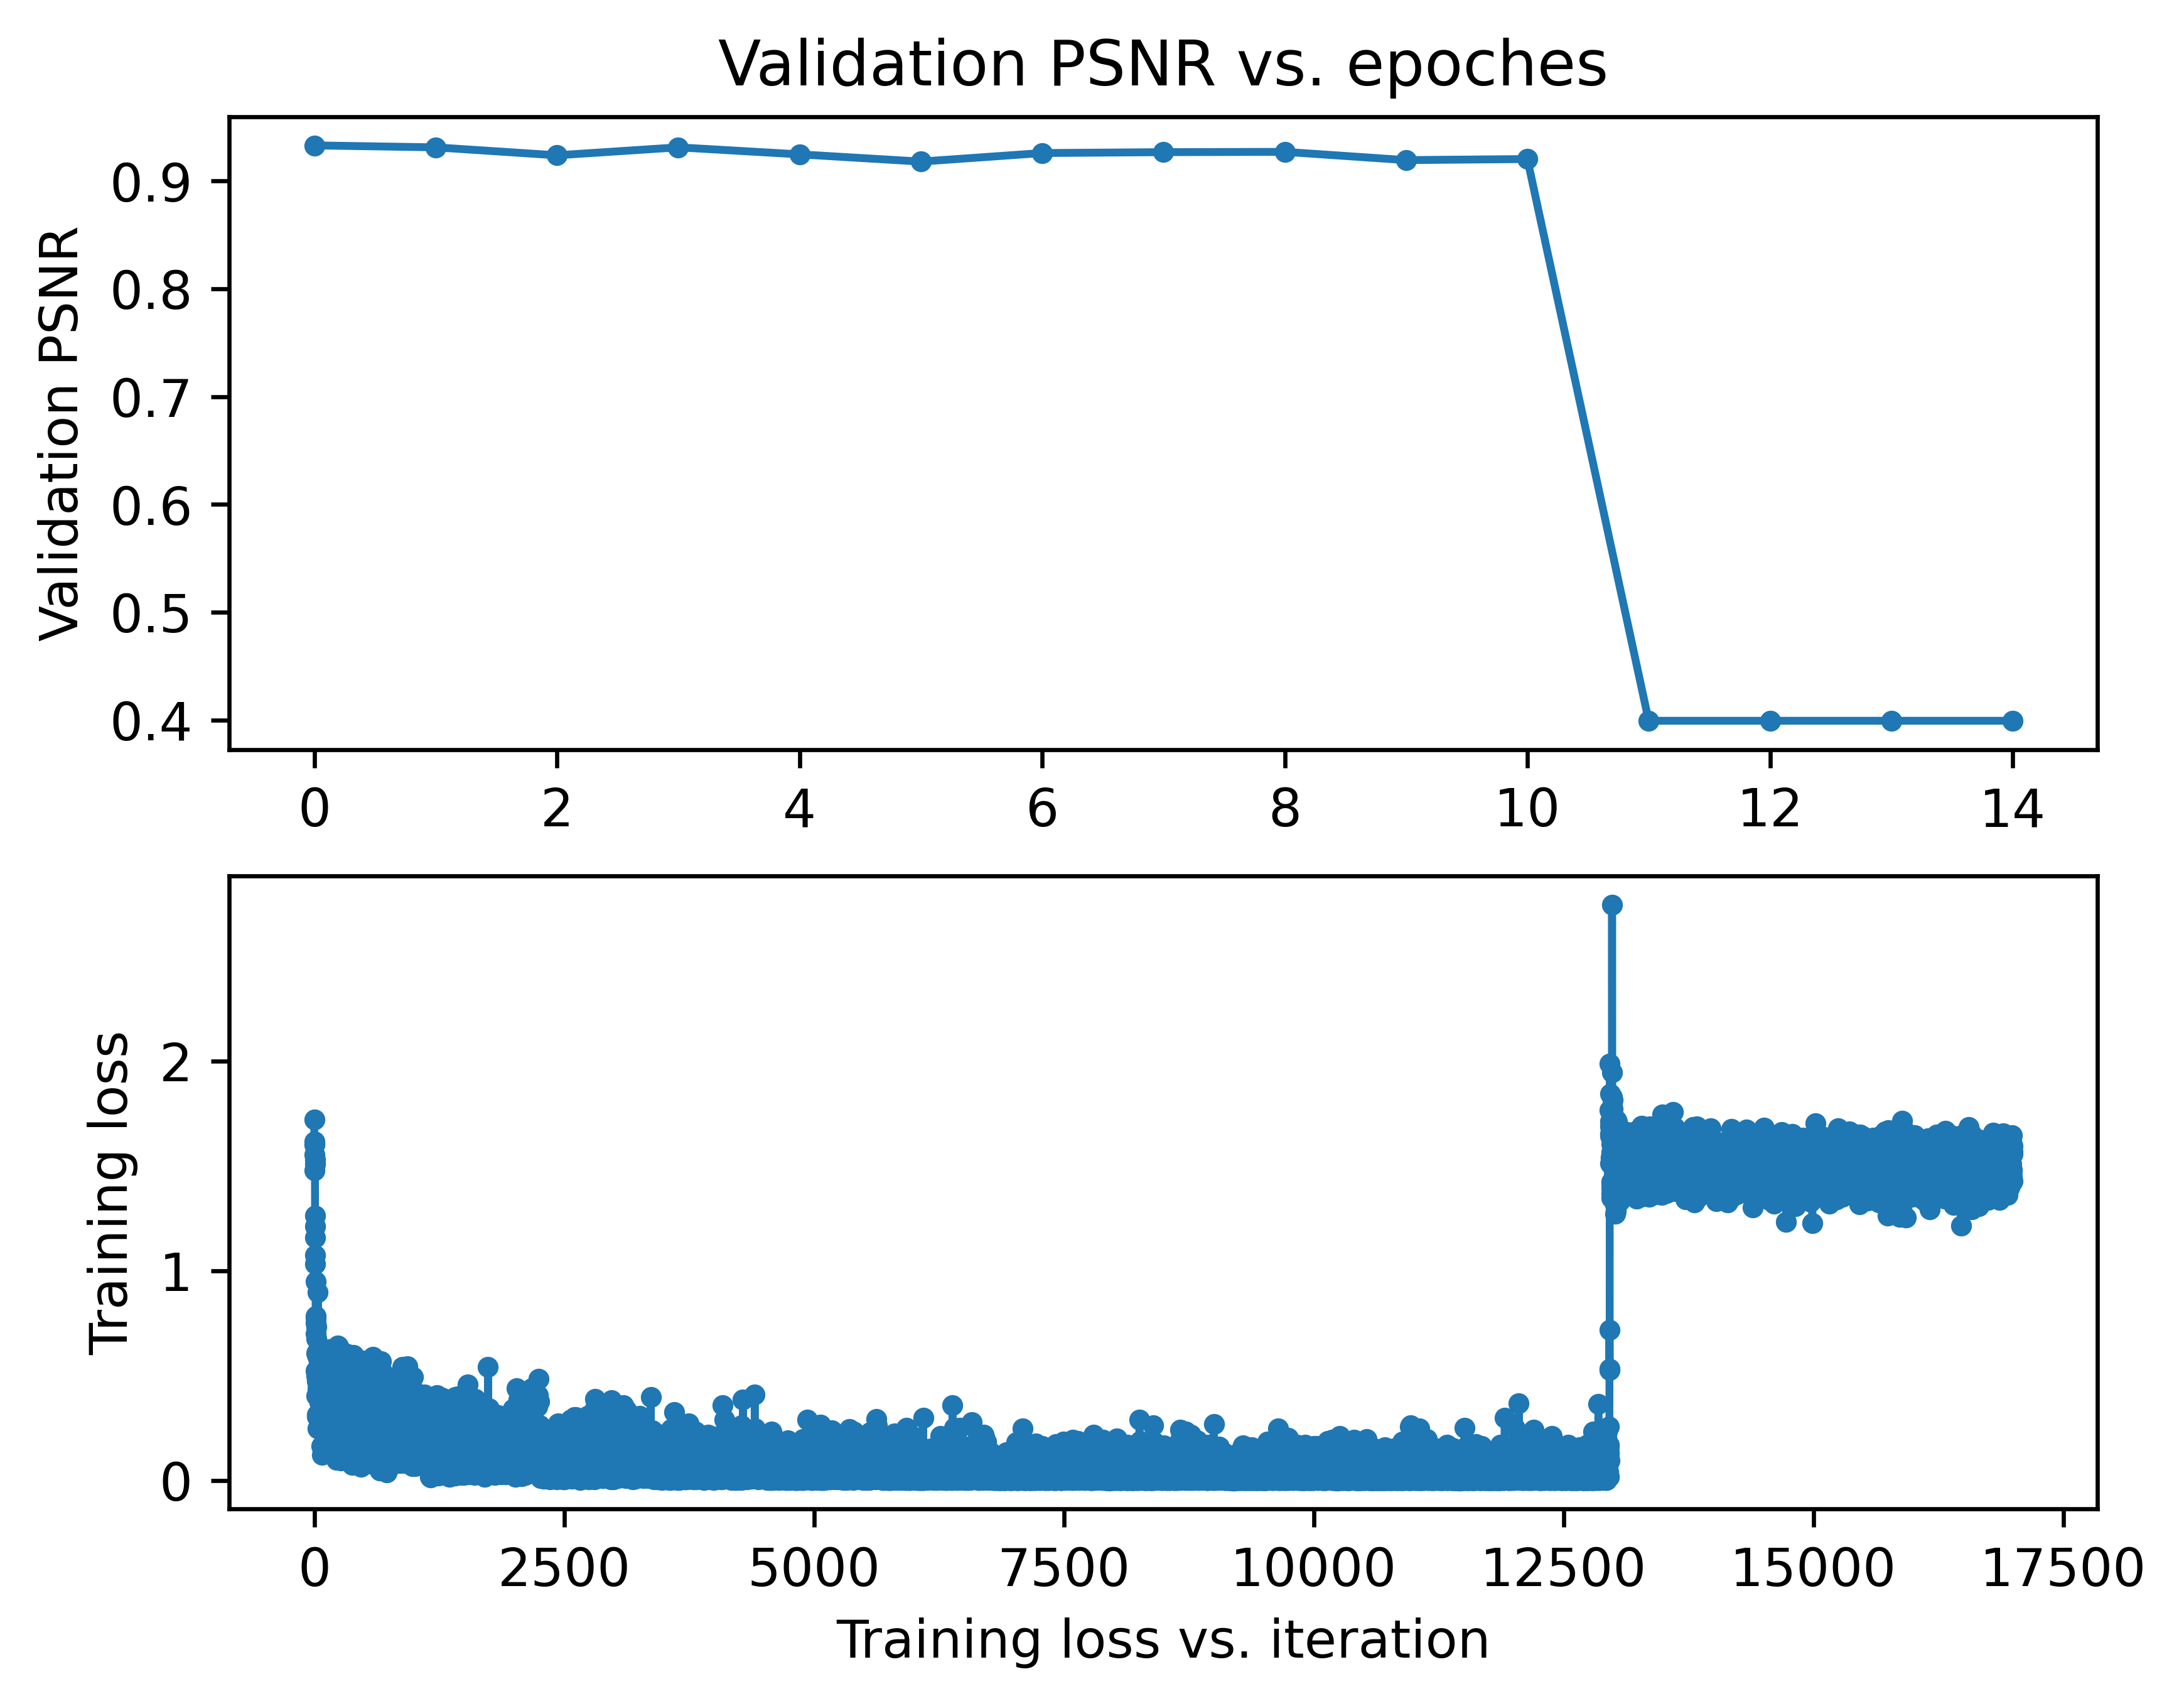 Validation PSNR vs. epoches
Validation PSNR
0.9
0.8
0.7
0.6
0.5
0.4
0 2 4 6 8 10 12 14
Training loss
2
1
0
0 2500 5000 7500 10000 12500 15000 17500
Training loss vs. iteration